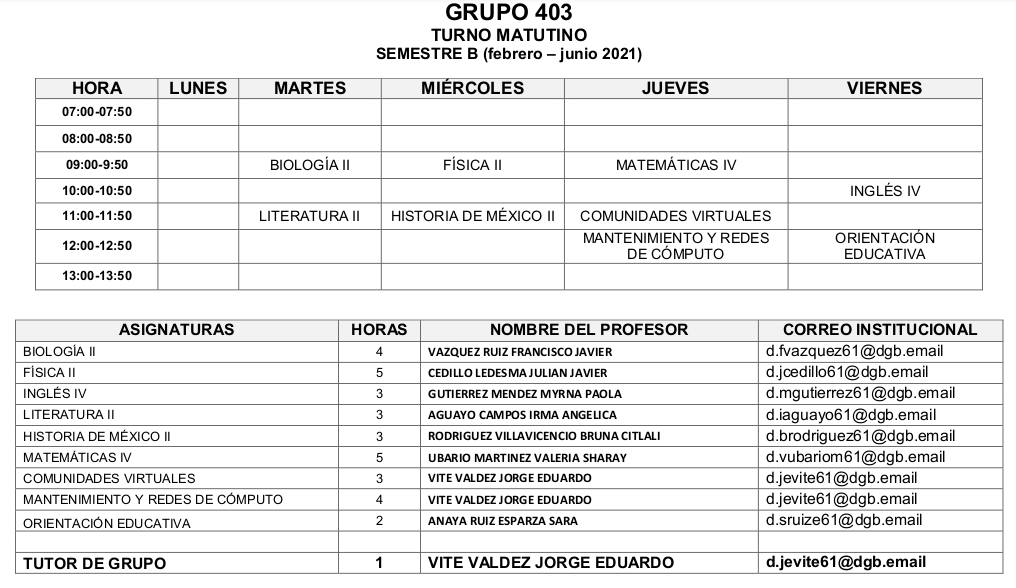 GRUPO 403
TURNO MATUTINO
SEMESTRE B (febrero – junio 2021)
HORA LUNES MARTES MIÉRCOLES JUEVES VIERNES
07:00-07:50
08:00-08:50
09:00-9:50 BIOLOGÍA II FÍSICA II MATEMÁTICAS IV
10:00-10:50 INGLÉS IV
11:00-11:50 LITERATURA II HISTORIA DE MÉXICO II COMUNIDADES VIRTUALES
12:00-12:50 MANTENIMIENTO Y REDES DE CÓMPUTO ORIENTACIÓN EDUCATIVA
13:00-13:50
ASIGNATURAS HORAS NOMBRE DEL PROFESOR CORREO INSTITUCIONAL
BIOLOGÍA II 4 VAZQUEZ RUIZ FRANCISCO JAVIER d.fvazquez61@dgb.email
FÍSICA II 5 CEDILLO LEDESMA JULIAN JAVIER d.jcedillo61@dgb.email
INGLÉS IV 3 GUTIERREZ MENDEZ MYRNA PAOLA d.mgutierrez61@dgb.email
LITERATURA II 3 AGUAYO CAMPOS IRMA ANGELICA d.iaguayo61@dgb.email
HISTORIA DE MÉXICO II 3 RODRIGUEZ VILLAVICENCIO BRUNA CITLALI d.brodriguez61@dgb.email
MATEMÁTICAS IV 5 UBARIO MARTINEZ VALERIA SHARAY d.vubariom61@dgb.email
COMUNIDADES VIRTUALES 3 VITE VALDEZ JORGE EDUARDO d.jevite61@dgb.email
MANTENIMIENTO Y REDES DE CÓMPUTO 4 VITE VALDEZ JORGE EDUARDO d.jevite61@dgb.email
ORIENTACIÓN EDUCATIVA 2 ANAYA RUIZ ESPARZA SARA d.sruize61@dgb.email
TUTOR DE GRUPO 1 VITE VALDEZ JORGE EDUARDO d.jevite61@dgb.email